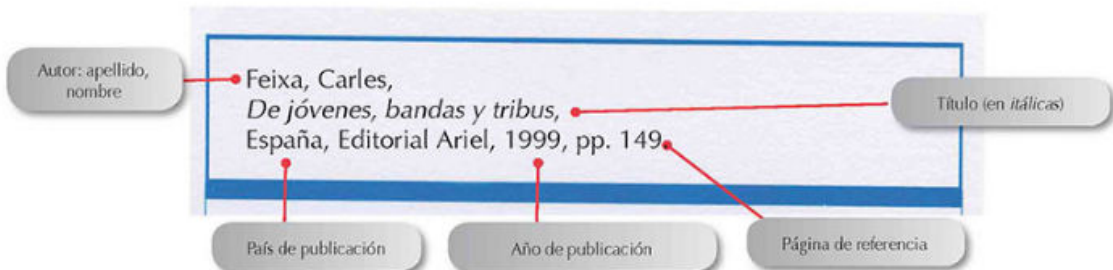 Autor: apellido,
nombre
Feixa, Carles,
De jóvenes, bandas y tribus,
España, Editorial Ariel, 1999, pp. 149.
Título (en itálicas)
País de publicación
Año de publicación
Página de referencia